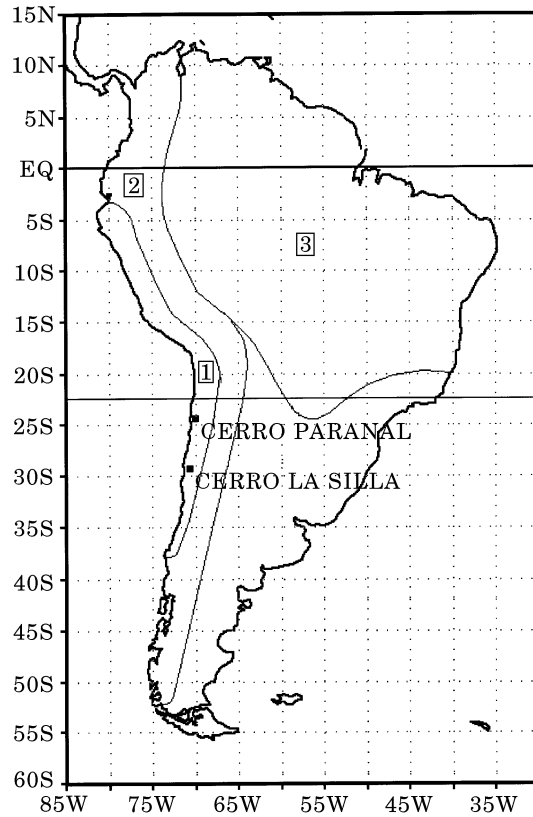 15N
10N
5N
EQ
2
5S
3
10S
15S
1
20S
25S
CERRO PARANAL
30S
CERRO LA SILLA
35S
40S
45S
50S
55S
60S
85W 75W 65W 55W 45W 35W